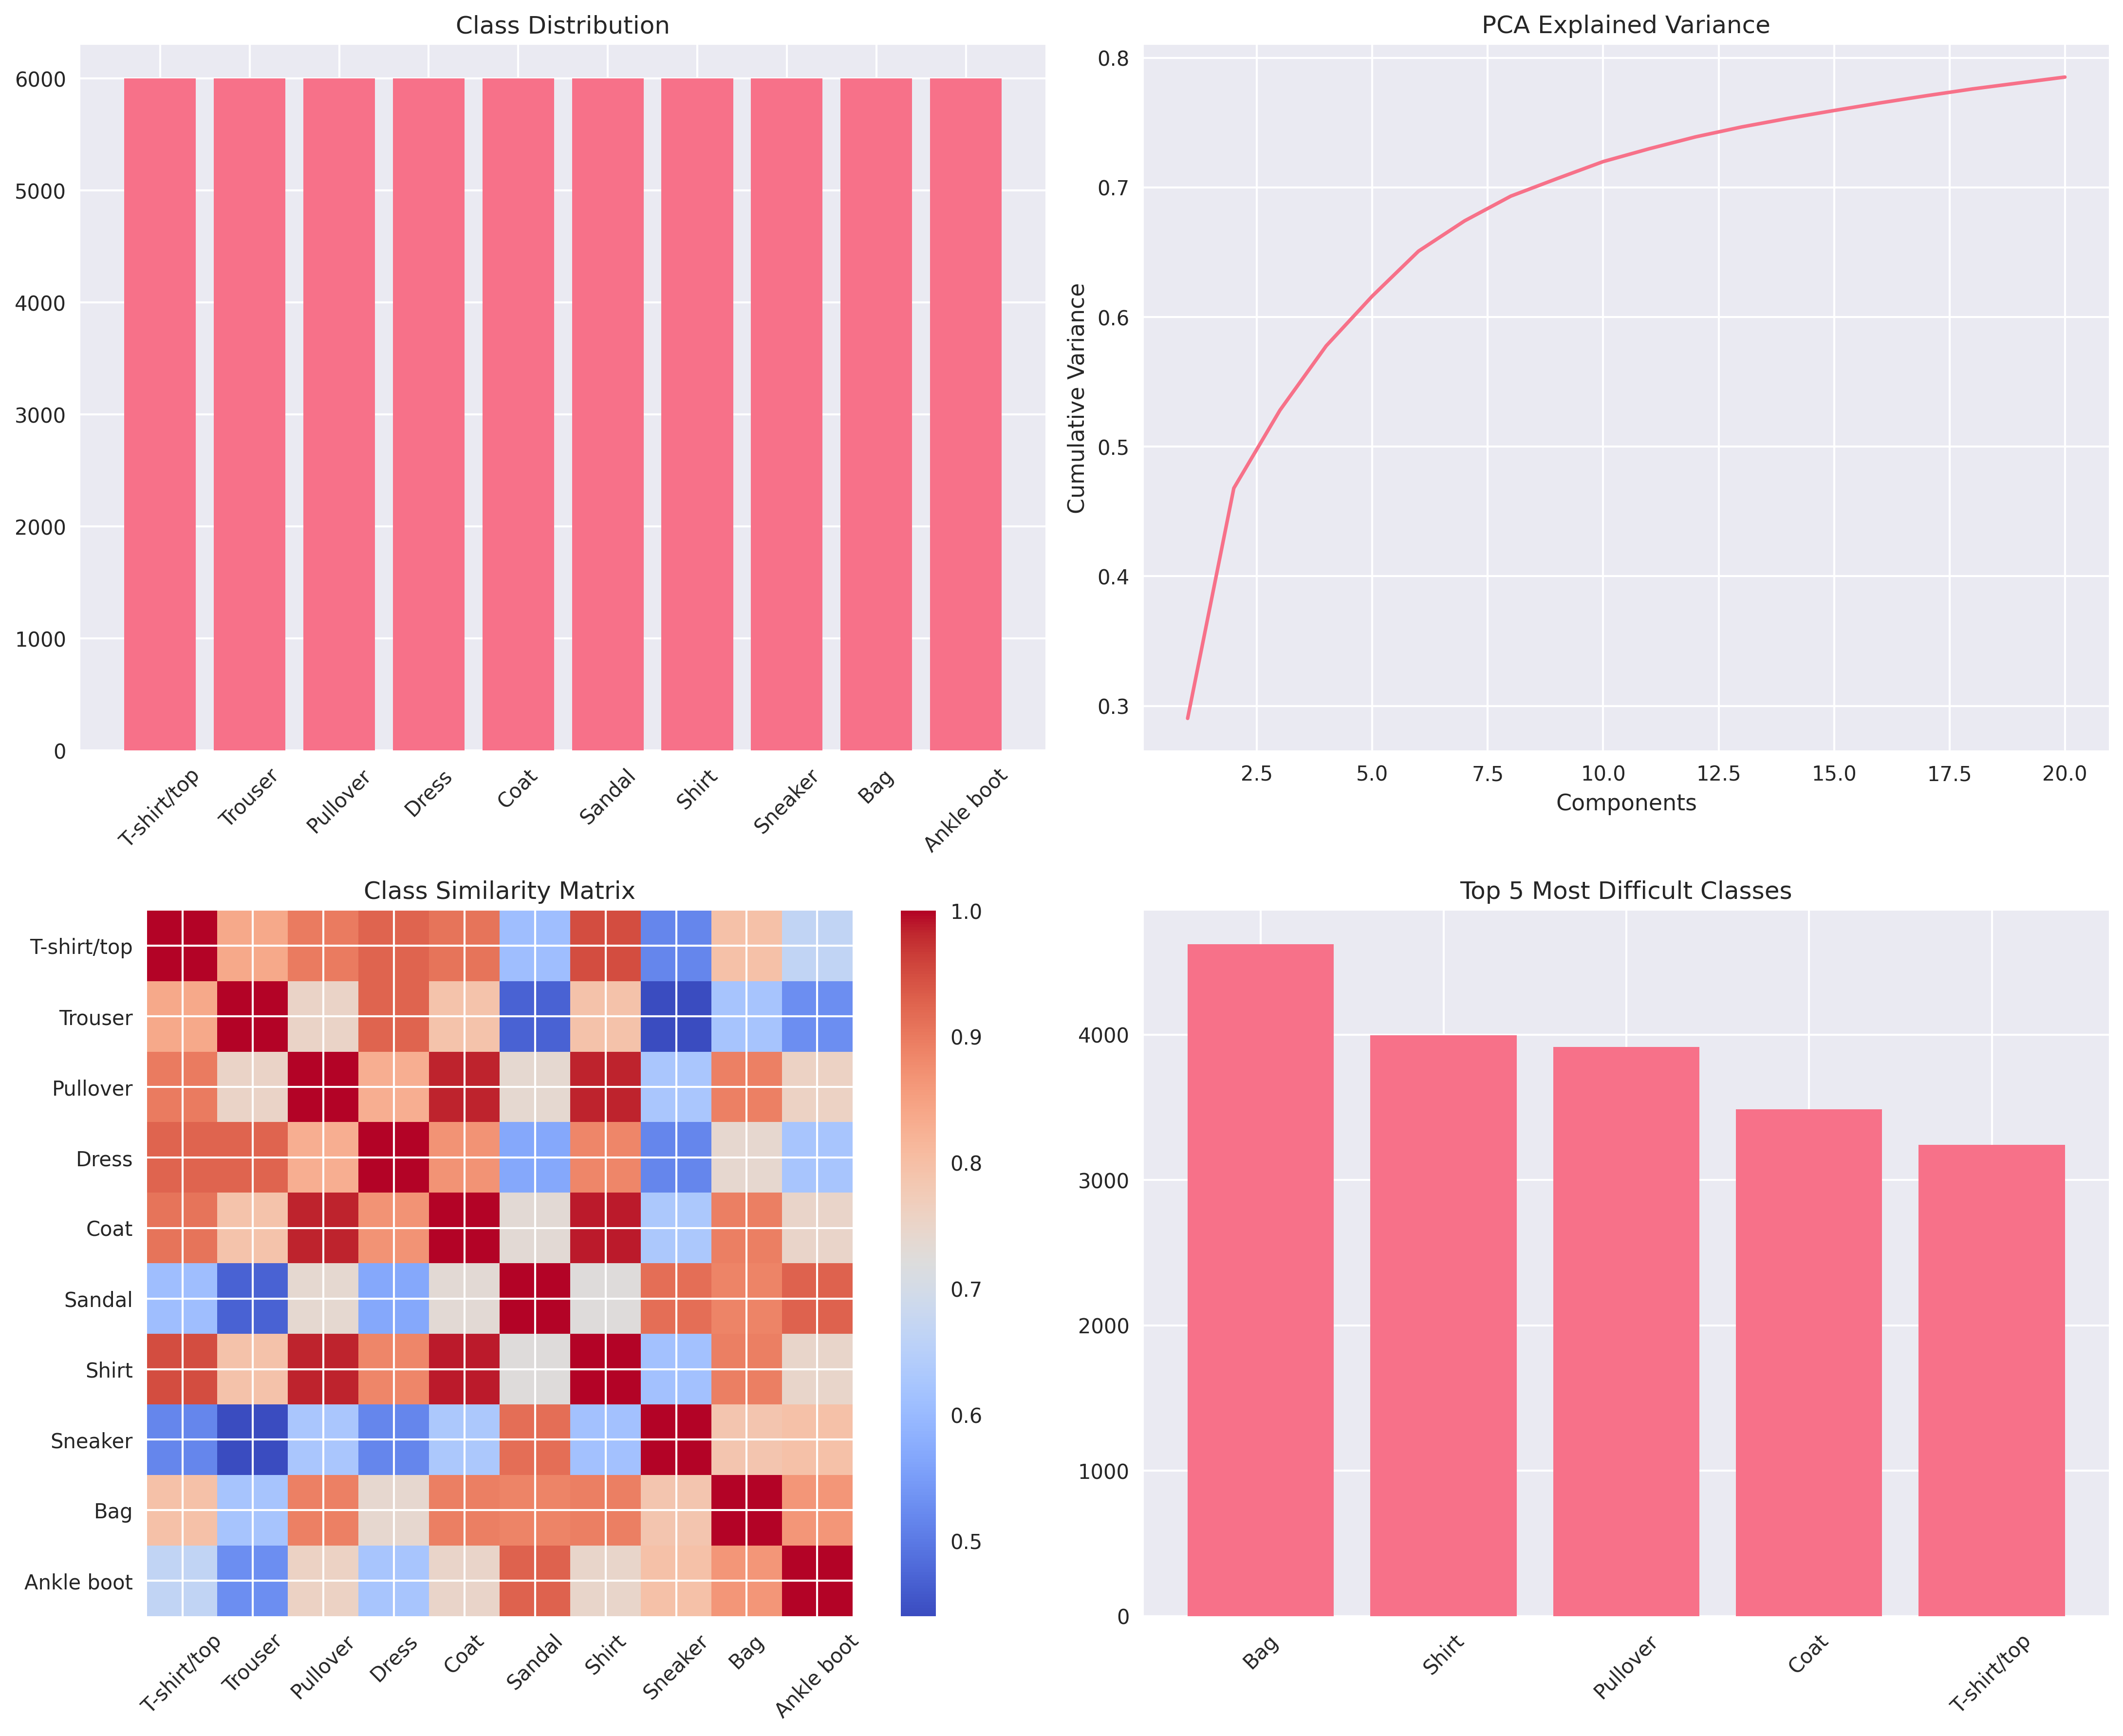 Class Distribution
6000
5000
4000
3000
2000
1000
0
T-shirt/top
Trouser
Pullover
Dress
Coat
Sandal
Shirt
Sneaker
Bag
Ankle boot
PCA Explained Variance
Cumulative Variance
0.8
0.7
0.6
0.5
0.4
0.3
2.5
5.0
7.5
10.0
12.5
15.0
17.5
20.0
Components
Class Similarity Matrix
T-shirt/top
Trouser
Pullover
Dress
Coat
Sandal
Shirt
Sneaker
Bag
Ankle boot
T-shirt/top
Trouser
Pullover
Dress
Coat
Sandal
Shirt
Sneaker
Bag
Ankle boot
1.0
0.9
0.8
0.7
0.6
0.5
Top 5 Most Difficult Classes
4000
3000
2000
1000
0
Bag
Shirt
Pullover
Coat
T-shirt/top